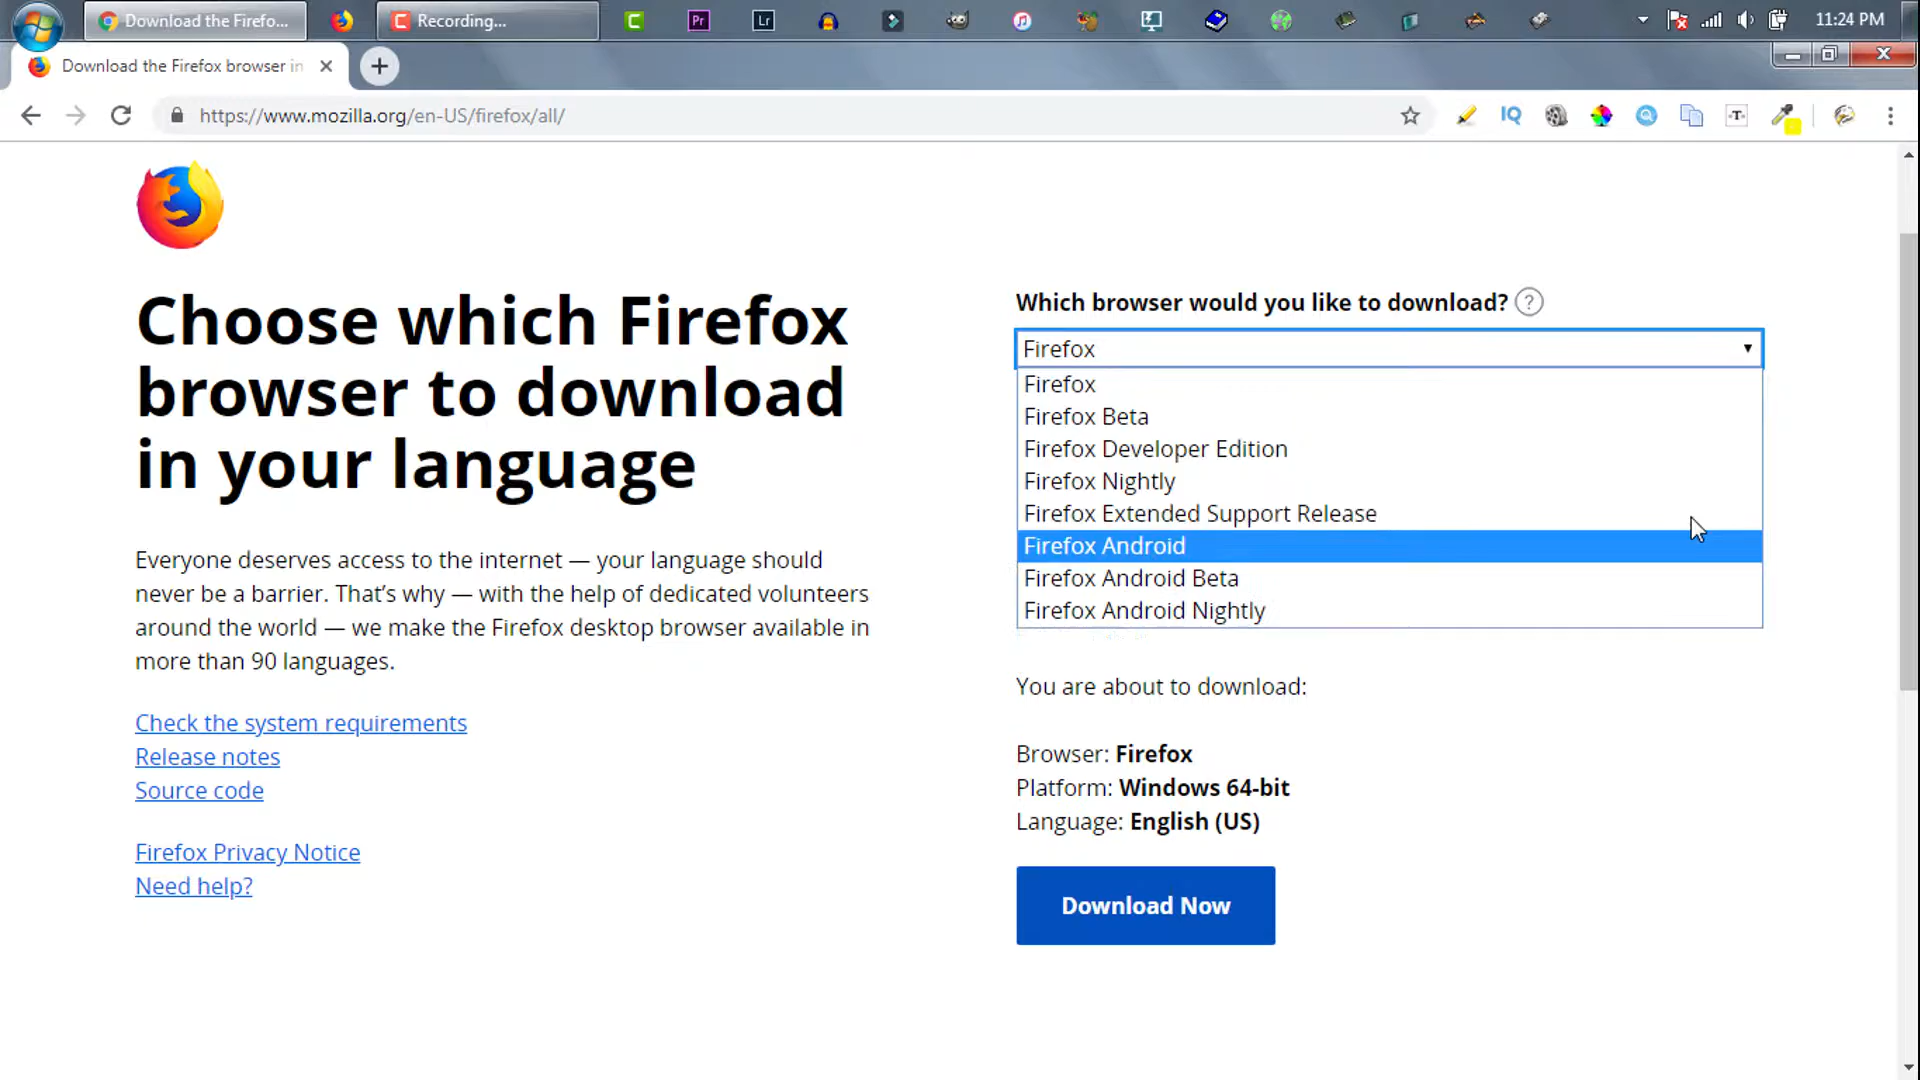 Download the Firefo...
Recording...
11:24 PM
Download the Firefox browser in
https://www.mozilla.org/en-US/firefox/all/
Choose which Firefox
browser to download
in your language
Everyone deserves access to the internet — your language should
never be a barrier. That’s why — with the help of dedicated volunteers
around the world — we make the Firefox desktop browser available in
more than 90 languages.
Check the system requirements
Release notes
Source code
Firefox Privacy Notice
Need help?
Which browser would you like to download? ?
Firefox
Firefox
Firefox Beta
Firefox Developer Edition
Firefox Nightly
Firefox Extended Support Release
Firefox Android
Firefox Android Beta
Firefox Android Nightly
You are about to download:
Browser: Firefox
Platform: Windows 64-bit
Language: English (US)
Download Now